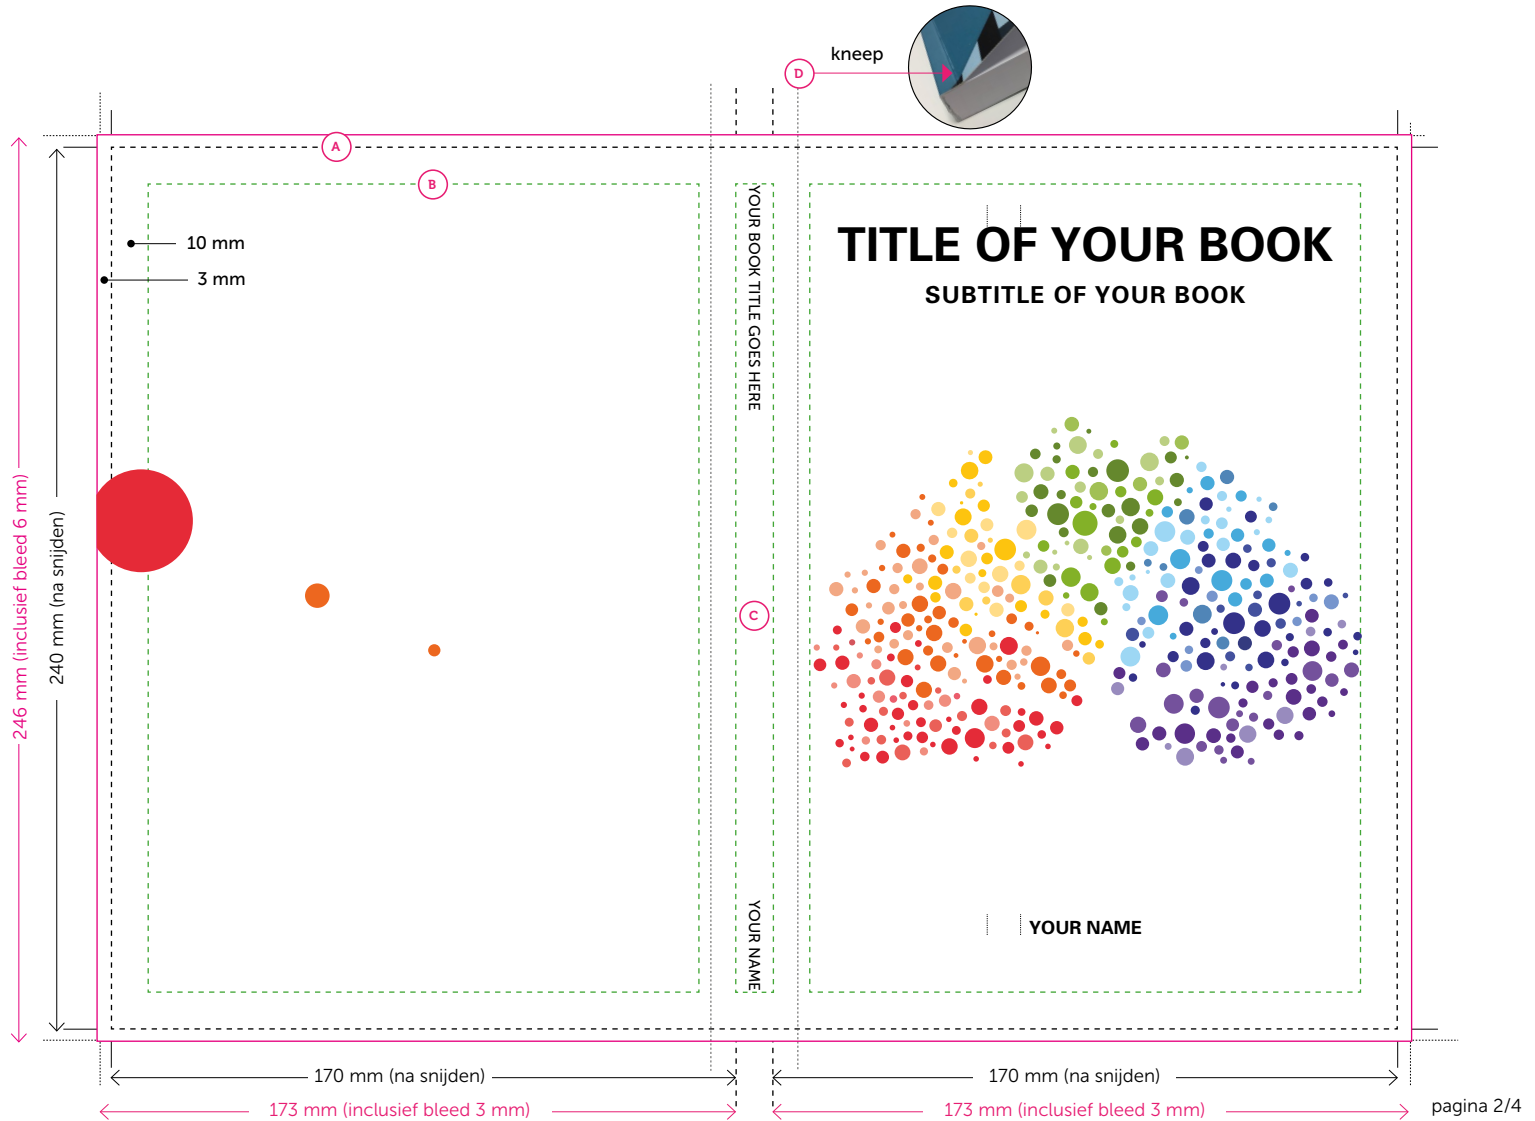 kneep
D
A
B
10 mm
3 mm
246 mm (inclusief bleed 6 mm)
240 mm (na snijden)
YOUR BOOK TITLE GOES HERE
C
YOUR NAME
TITLE OF YOUR BOOK
SUBTITLE OF YOUR BOOK
YOUR NAME
170 mm (na snijden)
170 mm (na snijden)
173 mm (inclusief bleed 3 mm)
173 mm (inclusief bleed 3 mm)
pagina 2/4